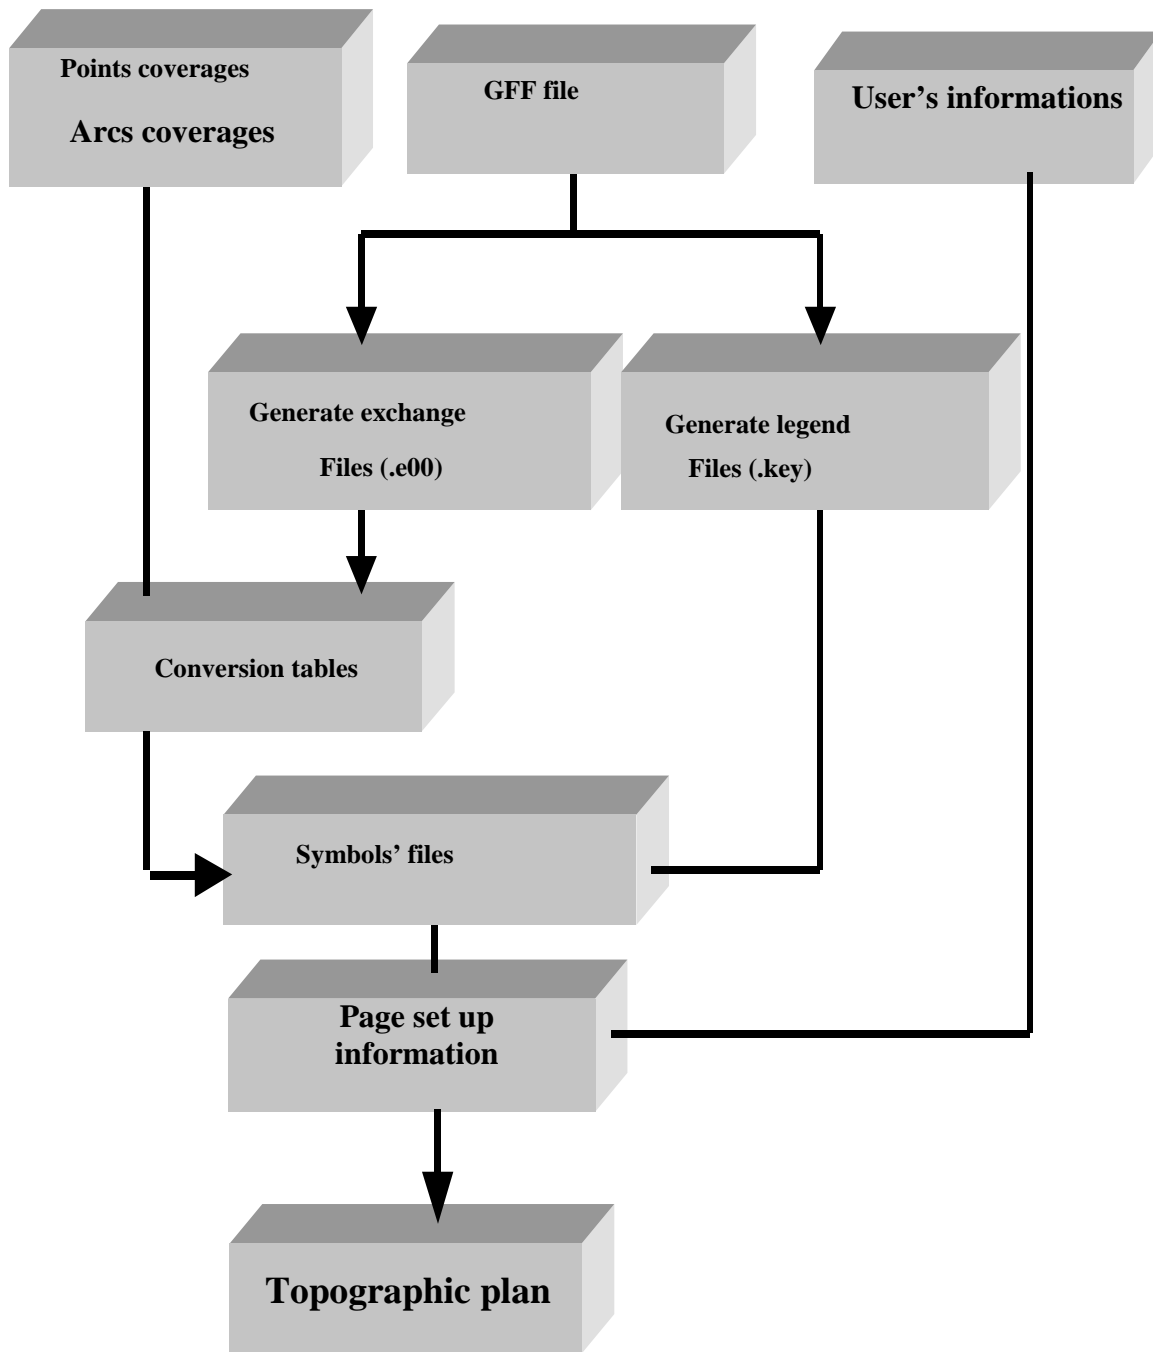 Points coverages
Arcs coverages
GFF file
User’s informations
Generate exchange
Files (.e00)
Generate legend
Files (.key)
Conversion tables
Symbols’ files
Page set up
information
Topographic plan